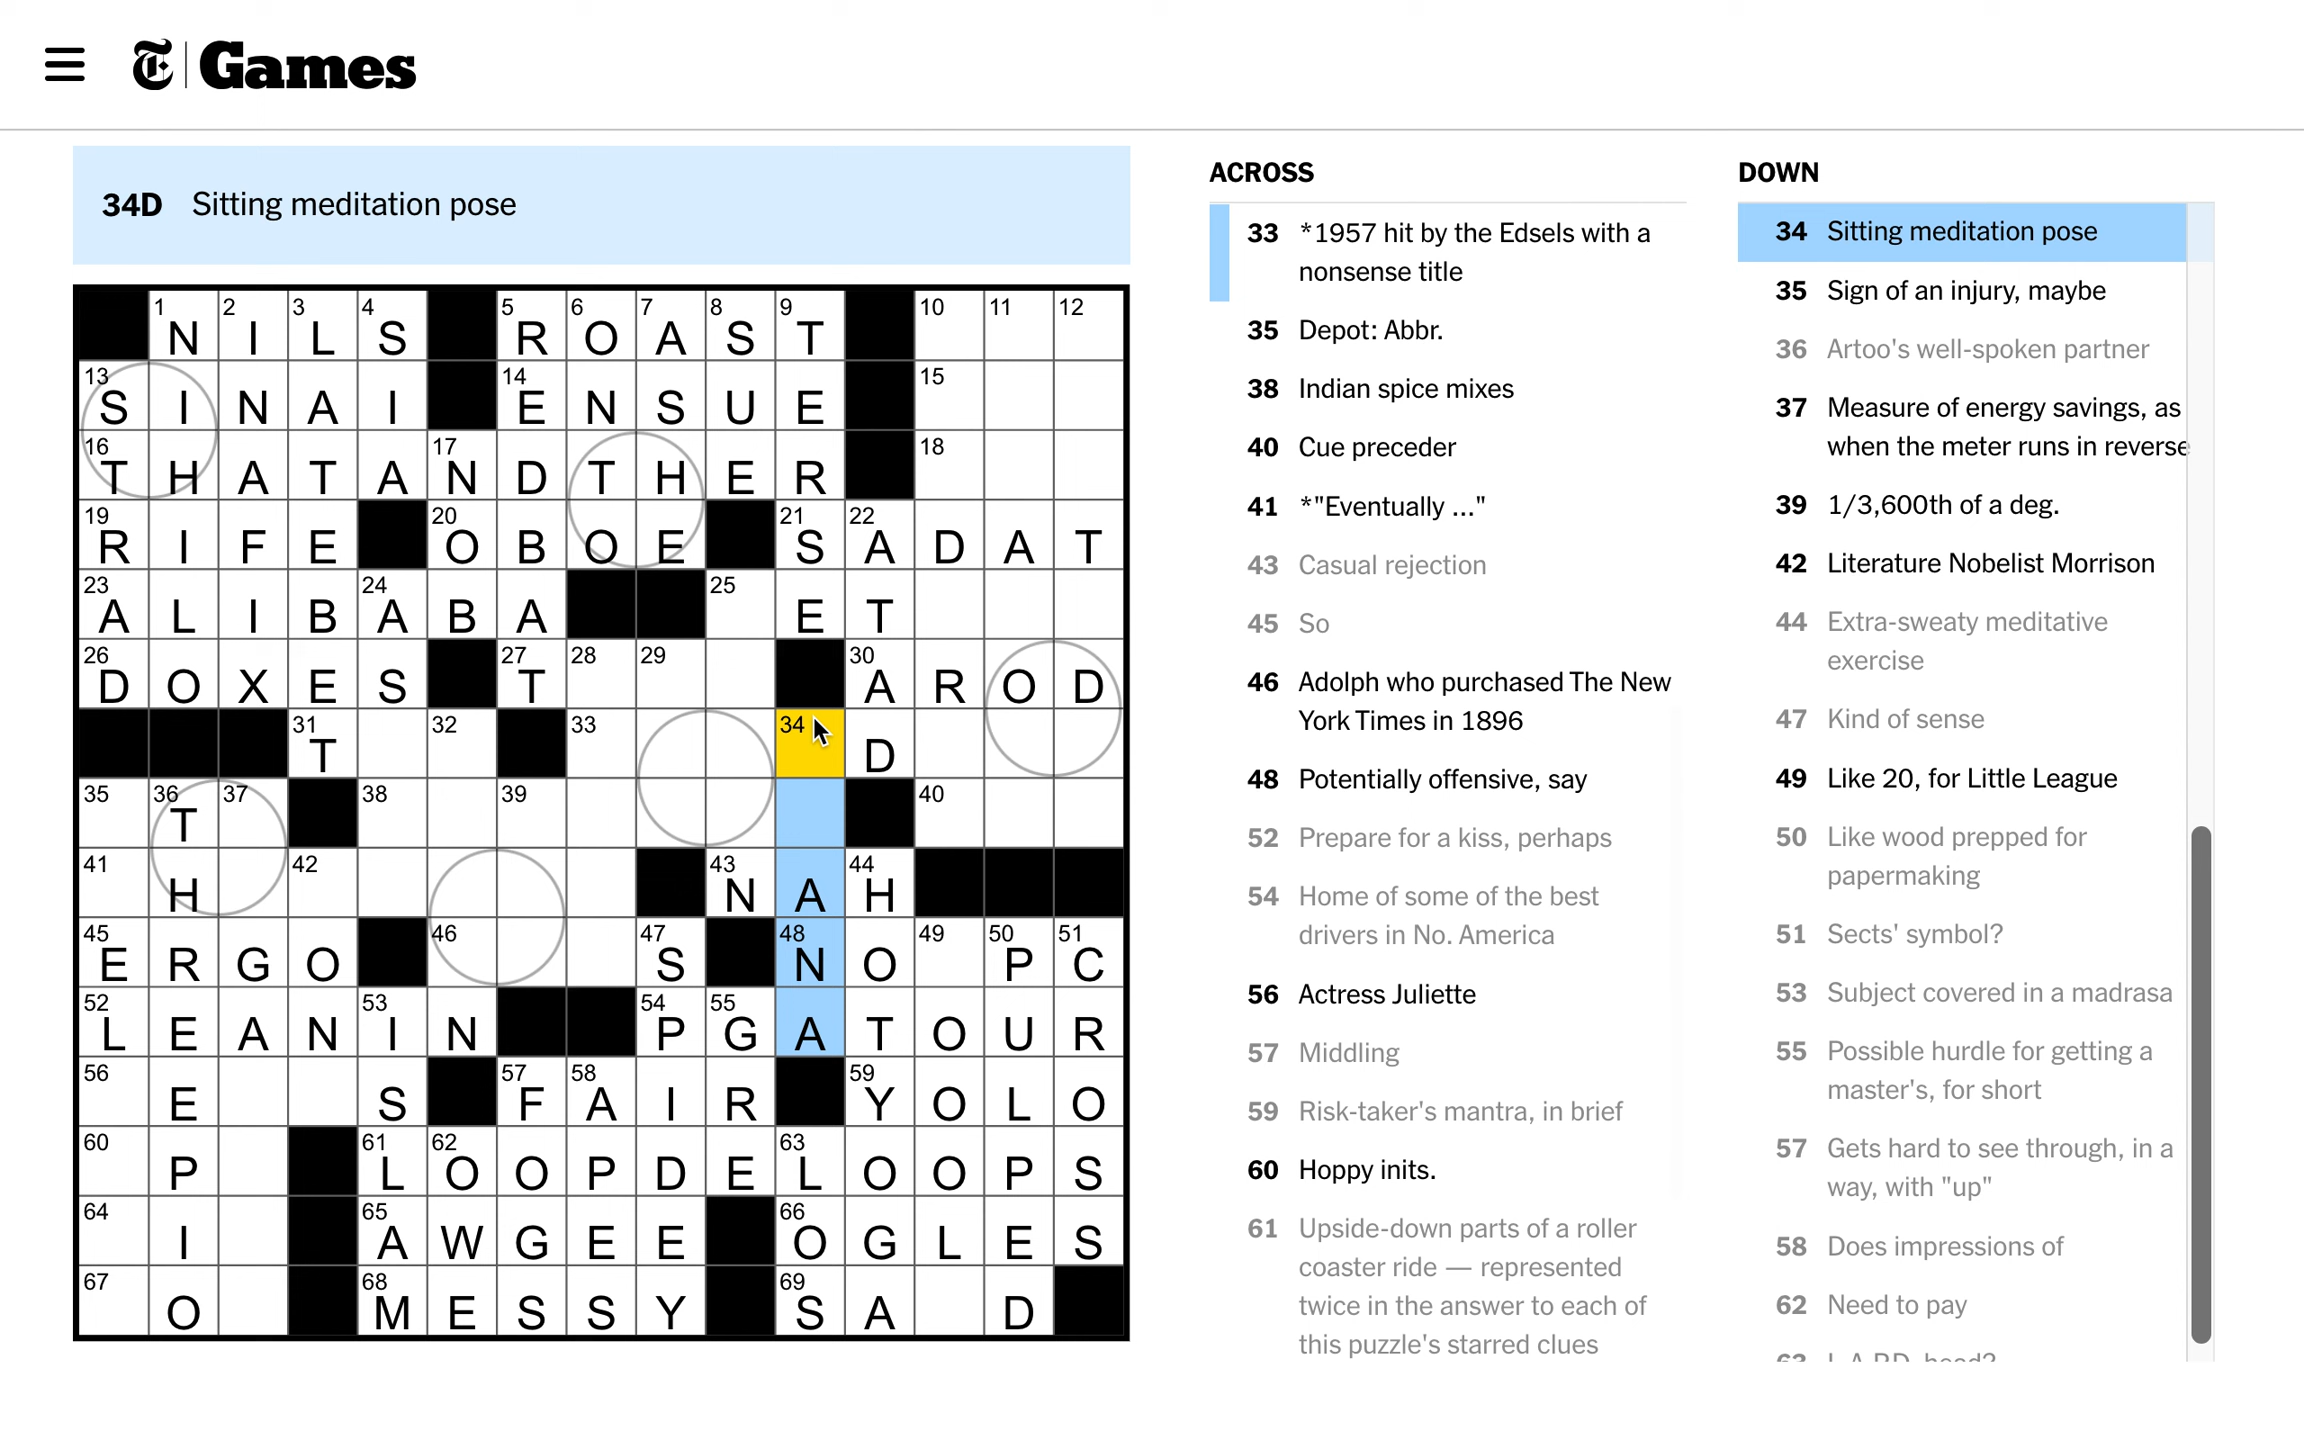 T Games
34D Sitting meditation pose
1 N 2 I 3 L 4 S 5 R 6 O 7 A 8 S 9 T 10 11 12
13 S I N A I 14 E N S U E 15
16 T H A T A 17 N D T H E R 18
19 R I F E 20 O B O E 21 S 22 A D A T
23 A L I B 24 A B A 25 E T
26 D O X E S 27 T 28 29 30 A R O D
31 T 32 33 34 D
35 36 T 37 38 39 40
41 H 42 43 N A 44 H
45 E R G O 46 47 S 48 N O 49 50 P 51 C
52 L E A N 53 I N 54 P 55 G A T O U R
56 E S 57 F 58 A I R 59 Y O L O
60 P 61 L 62 O O P D E 63 L O O P S
64 I 65 A W G E E 66 O G L E S
67 O 68 M E S S Y 69 S A D
ACROSS
33 *1957 hit by the Edsels with a
nonsense title
35 Depot: Abbr.
38 Indian spice mixes
40 Cue preceder
41 *"Eventually ..."
43 Casual rejection
45 So
46 Adolph who purchased The New
York Times in 1896
48 Potentially offensive, say
52 Prepare for a kiss, perhaps
54 Home of some of the best
drivers in No. America
56 Actress Juliette
57 Middling
59 Risk-taker's mantra, in brief
60 Hoppy inits.
61 Upside-down parts of a roller
coaster ride — represented
twice in the answer to each of
this puzzle's starred clues
DOWN
34 Sitting meditation pose
35 Sign of an injury, maybe
36 Artoo's well-spoken partner
37 Measure of energy savings, as
when the meter runs in reverse
39 1/3,600th of a deg.
42 Literature Nobelist Morrison
44 Extra-sweaty meditative
exercise
47 Kind of sense
49 Like 20, for Little League
50 Like wood prepped for
papermaking
51 Sects' symbol?
53 Subject covered in a madrasa
55 Possible hurdle for getting a
master's, for short
57 Gets hard to see through, in a
way, with "up"
58 Does impressions of
62 Need to pay